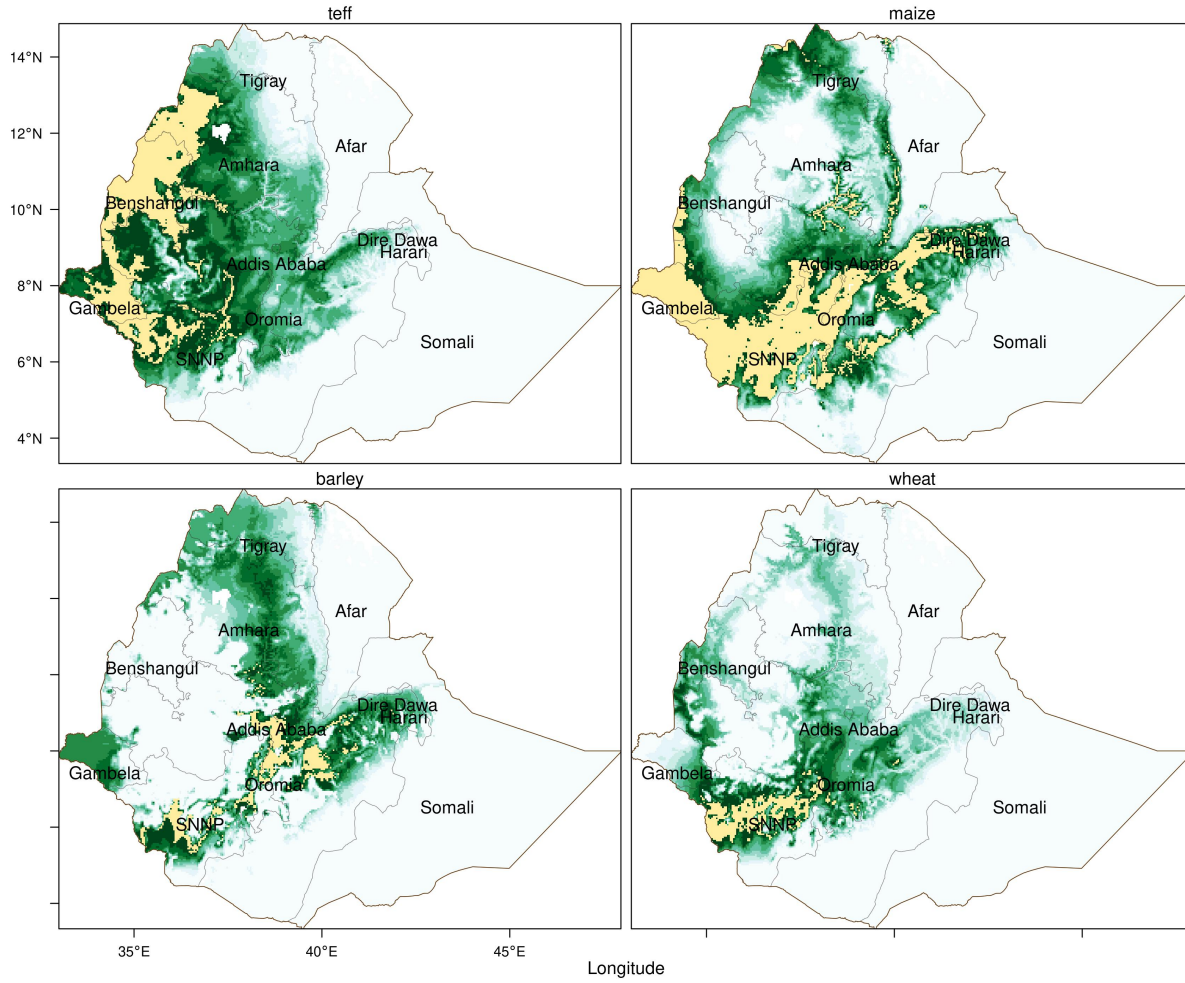 teff
maize
14°N
12°N
10°N
8°N
6°N
4°N
Tigray
Afar
Amhara
Benshangul
Dire Dawa
Harari
Addis Ababa
Gambela
Oromia
Somali
SNNP
Tigray
Afar
Amhara
Benshangul
Dire Dawa
Harari
Addis Ababa
Gambela
Oromia
Somali
SNNP
barley
wheat
Tigray
Afar
Amhara
Benshangul
Dire Dawa
Harari
Addis Ababa
Gambela
Oromia
Somali
SNNP
Tigray
Afar
Amhara
Benshangul
Dire Dawa
Harari
Addis Ababa
Gambela
Oromia
Somali
SNNP
35°E
40°E
45°E
Longitude